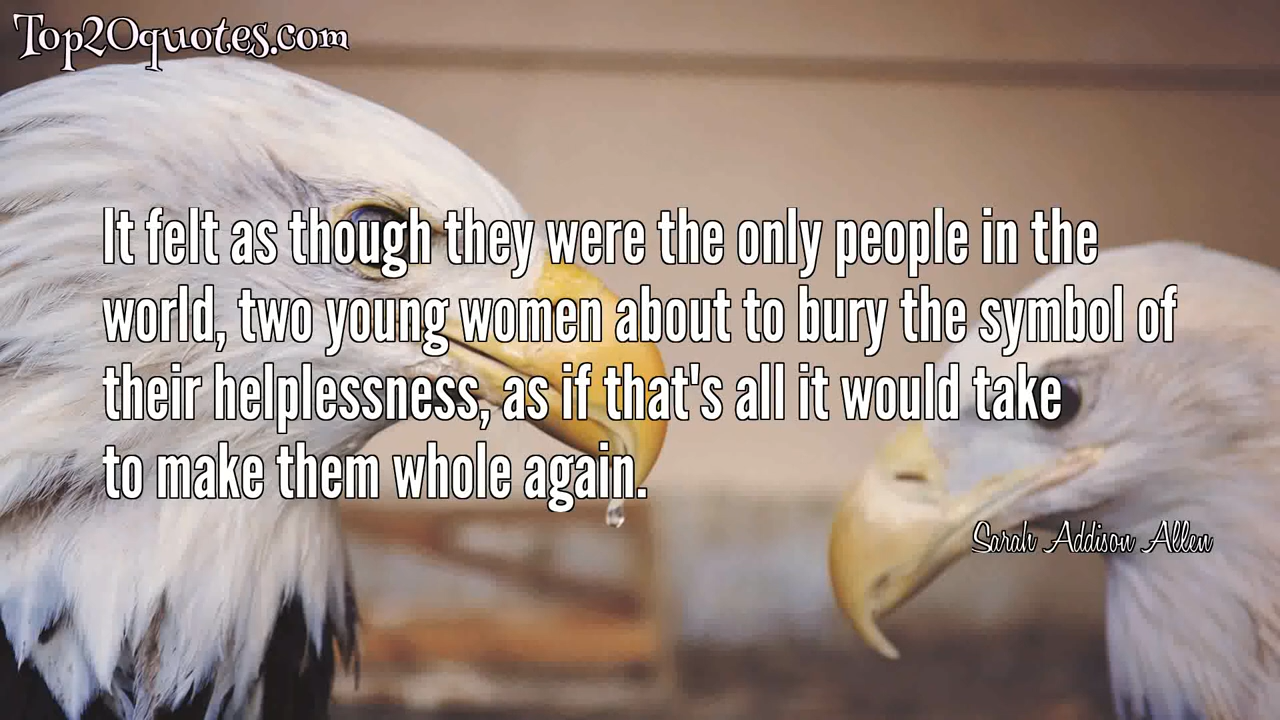 Top20quotes.com
It felt as though they were the only people in the
world, two young women about to bury the symbol of
their helplessness, as if that's all it would take
to make them whole again.
Sarah Addison Allen